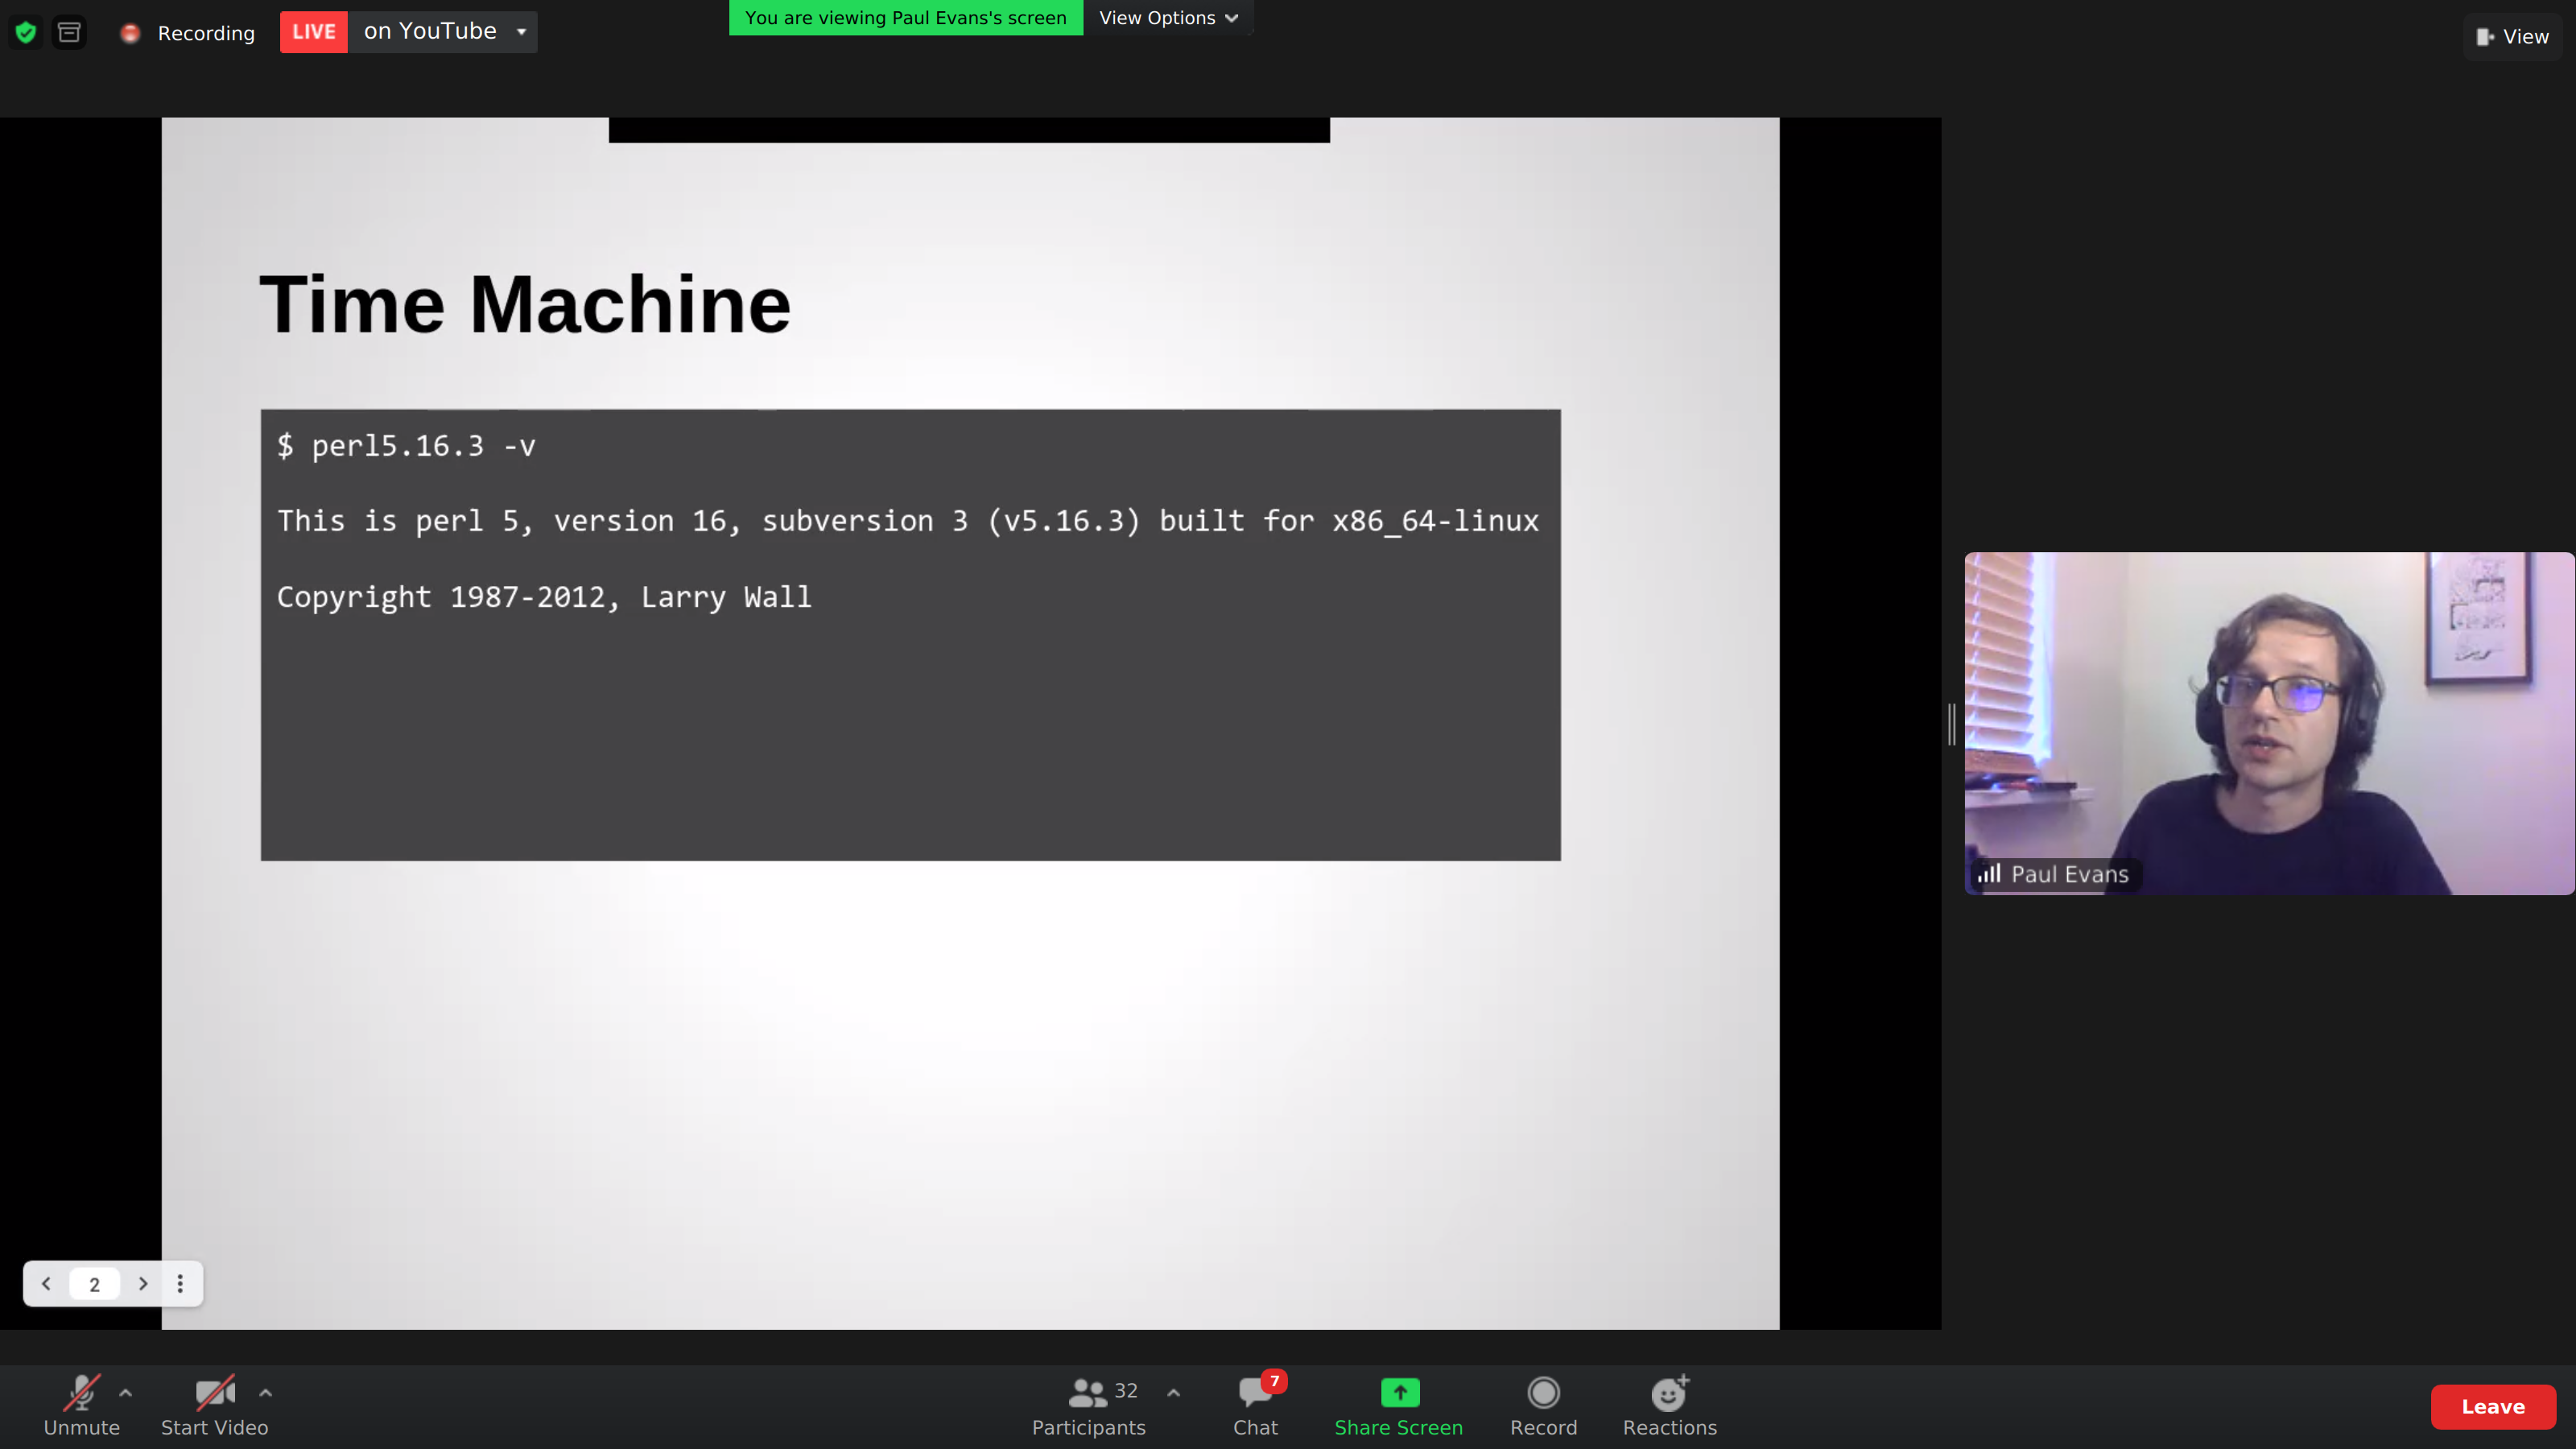 Recording
LIVE on YouTube
You are viewing Paul Evans's screen
View Options
View
Time Machine
$ perl5.16.3 -v
This is perl 5, version 16, subversion 3 (v5.16.3) built for x86_64-linux
Copyright 1987-2012, Larry Wall
Paul Evans
2
Unmute
Start Video
32
Participants
7
Chat
Share Screen
Record
Reactions
Leave